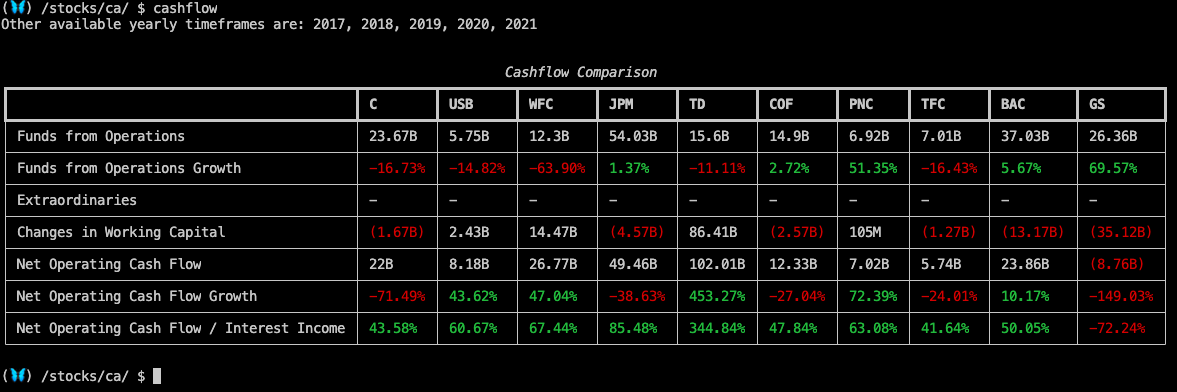 (🦋) /stocks/ca/ $ cashflow
Other available yearly timeframes are: 2017, 2018, 2019, 2020, 2021
Cashflow Comparison
C USB WFC JPM TD COF PNC TFC BAC GS
Funds from Operations 23.67B 5.75B 12.3B 54.03B 15.6B 14.9B 6.92B 7.01B 37.03B 26.36B
Funds from Operations Growth −16.73% −14.82% −63.90% 1.37% −11.11% 2.72% 51.35% −16.43% 5.67% 69.57%
Extraordinaries − − − − − − − − − −
Changes in Working Capital (1.67B) 2.43B 14.47B (4.57B) 86.41B (2.57B) 105M (1.27B) (13.17B) (35.12B)
Net Operating Cash Flow 22B 8.18B 26.77B 49.46B 102.01B 12.33B 7.02B 5.74B 23.86B (8.76B)
Net Operating Cash Flow Growth −71.49% 43.62% 47.04% −38.63% 453.27% −27.04% 72.39% −24.01% 10.17% −149.03%
Net Operating Cash Flow / Interest Income 43.58% 60.67% 67.44% 85.48% 344.84% 47.84% 63.08% 41.64% 50.05% −72.24%
(🦋) /stocks/ca/ $